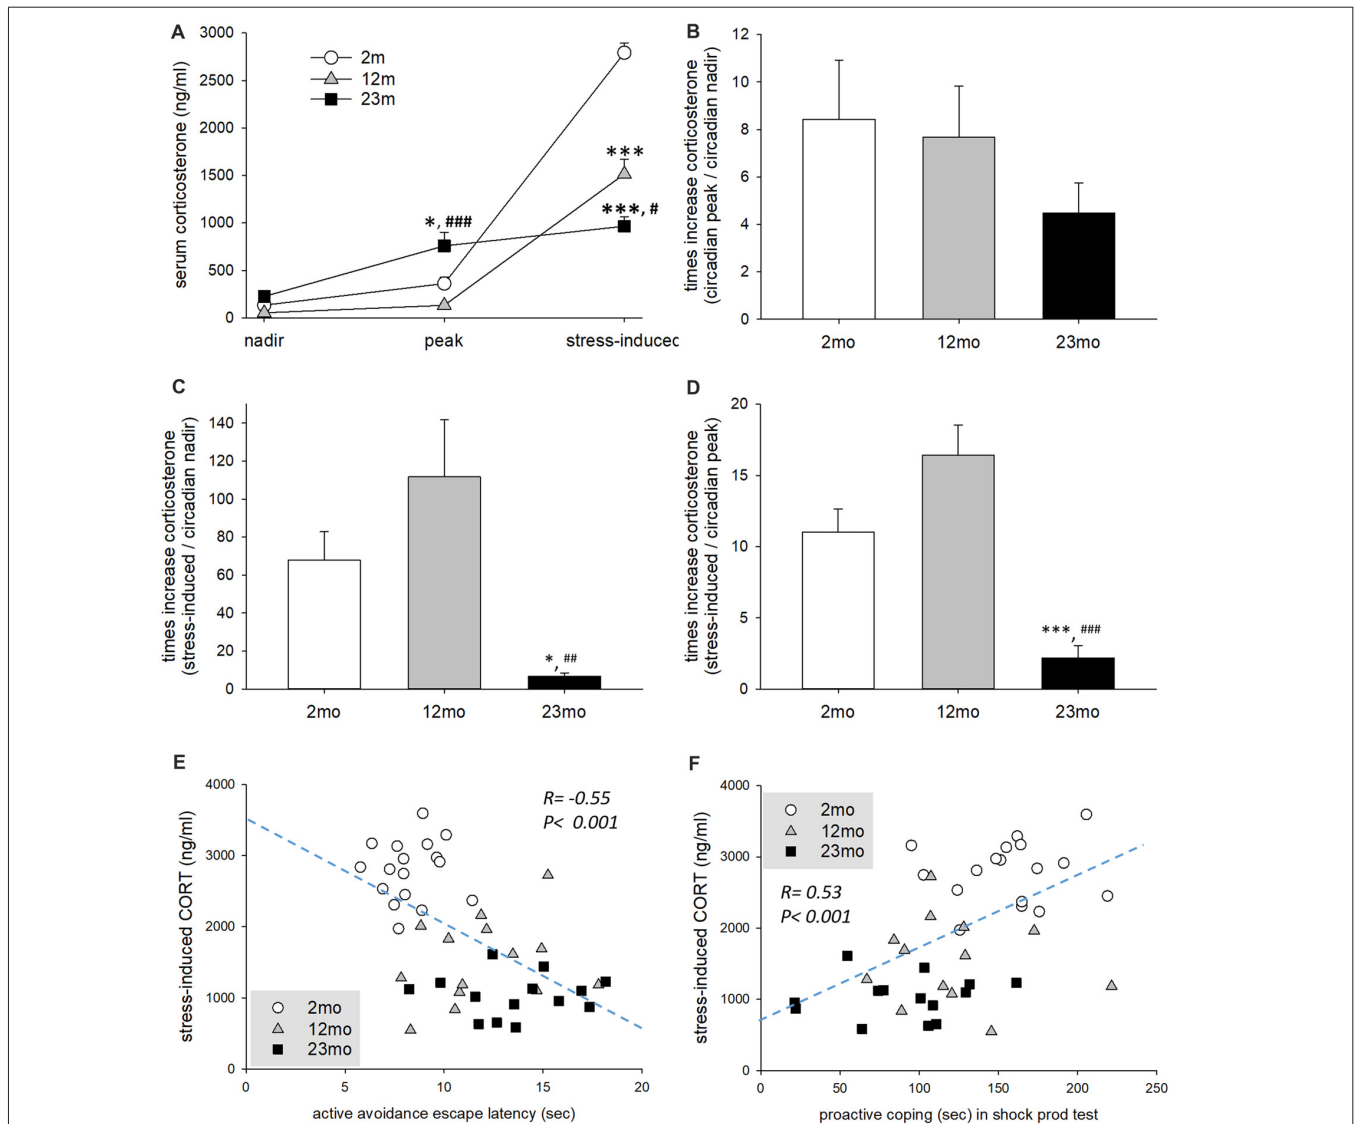 A
serum corticosterone (ng/ml)
3000
2500
2000
1500
1000
500
0
2m
12m
23m
*, ###
***
***, #
nadir
peak
stress-induced
B
times increase corticosterone
(circadian peak / circadian nadir)
12
10
8
6
4
2
0
2mo
12mo
23mo
C
times increase corticosterone
(stress-induced / circadian nadir)
140
120
100
80
60
40
20
0
*, ##
2mo
12mo
23mo
D
times increase corticosterone
(stress-induced / circadian peak)
20
15
10
5
0
***, ###
2mo
12mo
23mo
E
stress-induced CORT (ng/ml)
4000
3000
2000
1000
0
R= -0.55
P< 0.001
2mo
12mo
23mo
0
5
10
15
20
active avoidance escape latency (sec)
F
stress-induced CORT (ng/ml)
4000
3000
2000
1000
0
2mo
12mo
23mo
R= 0.53
P< 0.001
0
50
100
150
200
250
proactive coping (sec) in shock prod test